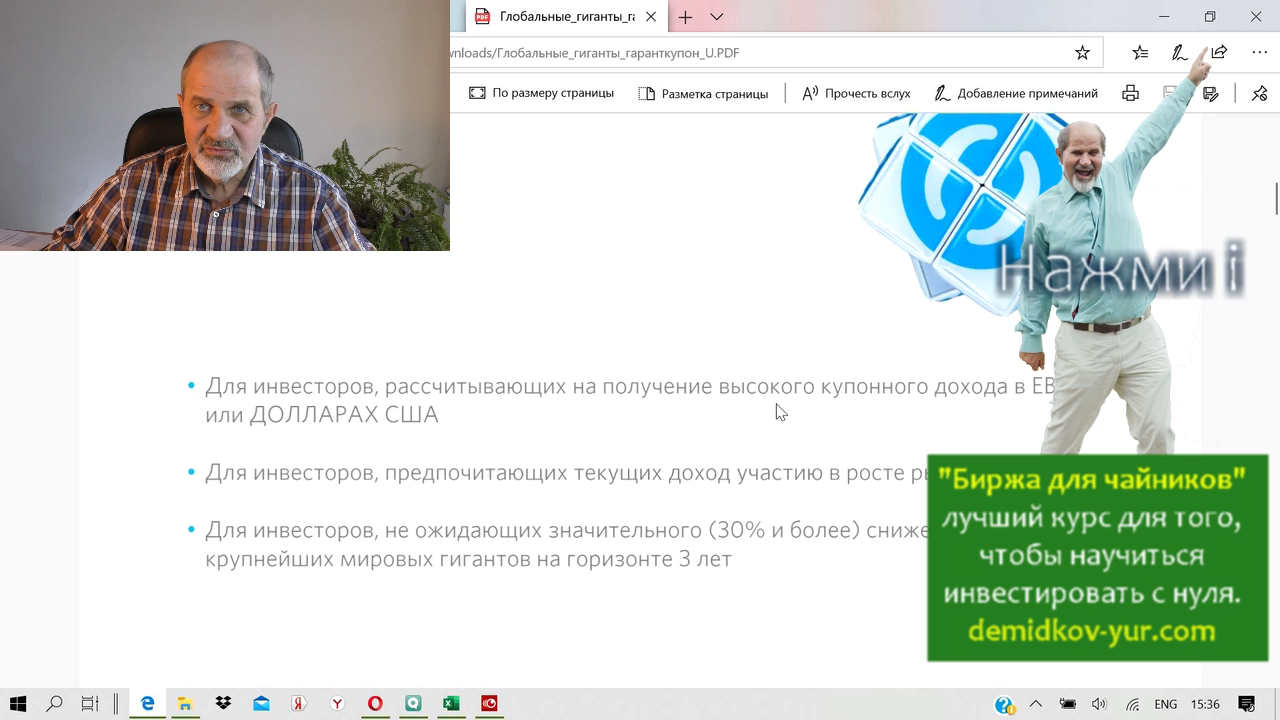 Глобальные_гиганты_га
wnloads/Глобальные_гиганты_гаранткупон_U.PDF
По размеру страницы
Разметка страницы
Прочесть вслух
Добавление примечаний
Нажми i
Для инвесторов, рассчитывающих на получение высокого купонного дохода в ЕВ
или ДОЛЛАРАХ США
Для инвесторов, предпочитающих текущих доход участию в росте ры
Для инвесторов, не ожидающих значительного (30% и более) сниже
крупнейших мировых гигантов на горизонте 3 лет
"Биржа для чайников"
лучший курс для того,
чтобы научиться
инвестировать с нуля.
demidkov-yur.com
ENG
15:36